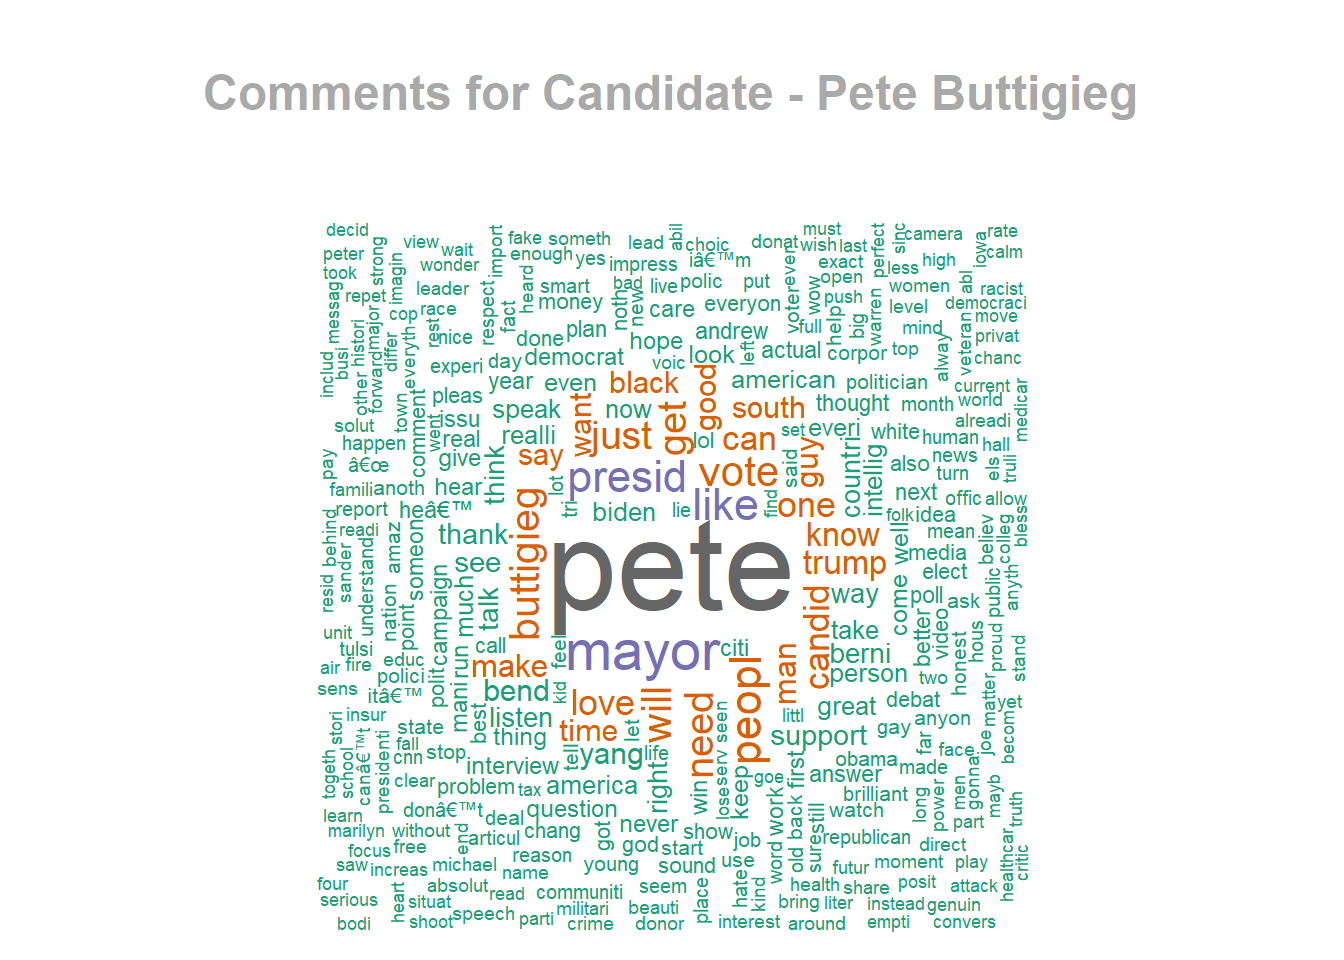 Comments for Candidate - Pete Buttigieg
decid
must
peter view wait fake someth lead abil choic donat wish last sinc camera rate
took strong imagin wonder respect import enough yes impress iâ€™m even exact perfect high iowa calm
messag repet leader heard smart bad live polic put voter wow open less abl women racist
cop race fact money noth new care everyon push level democraci
histori major differ everyth rest nice done plan hope andrew full help big warren mind move
includ busi other forward experi day democrat voic look left actual corpor top alway veteran privat chanc
town pleas year even black good american politician current medicar
solut went issu speak want now get south thought month world
happen comment real realli just lol can set everi white human alreadi hall
pay â€œ give say guy countri also news els
famili anoth hear think lot presid vote said intellig next turn trull
report heâ€™ tri biden lie like find one folk idea offic allow bless
readi amaz someon thank buttigieg know well mean believ colleg
behind sander understand see pete trump come media elect public anyth
resid nation point campaign much talk candid way poll ask
unit tulsi call feel mayor citi take better video hous proud stand
air fire educ polit run make peopl man berni honest
sens polici mani bend kid person two
itâ€™ love will need great debat yet
insur state best listen time let seen littl gay anyon joe matter becom
stori fall thing tell yang life support far face
togeth school canâ€™t presidenti cnn stop interview right serv obama made gonna
clear problem tax america win lose keep goe first answer men mayb
learn donâ€™t deal question brilliant long power truth
marilyn without end chang got never show work still watch part
focus free articul reason god start job word back sure republican direct
saw increas michael name young sound use old futur moment play healthcar critic
four absolut read communiti seem place hate kind health share posit attack
serious heart situat speech parti militari beauti bring liter instead genuin
bodi shoot crime donor interest around empti convers